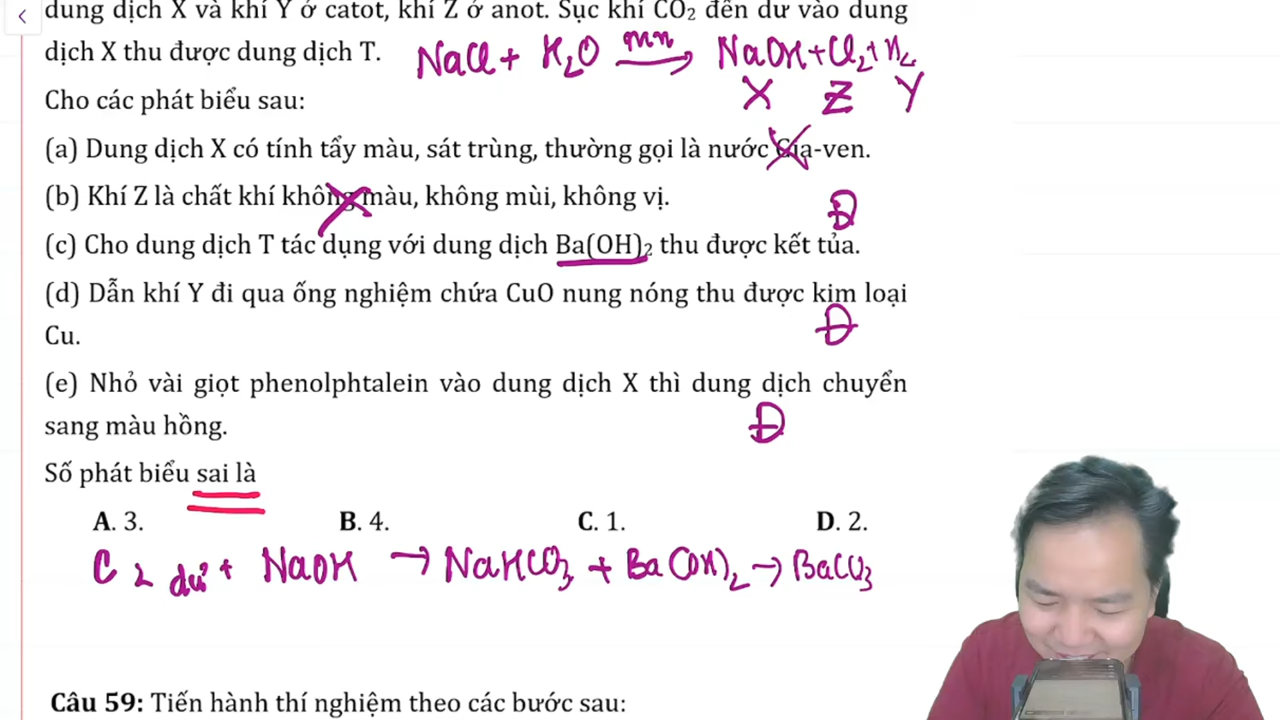 dung dịch X và khí Y ở catot, khí Z ở anot. Sục khí CO₂ đến dư vào dung
dịch X thu được dung dịch T.
NaCl + H₂O mn → NaOH + Cl₂ + H₂
X Z Y
Cho các phát biểu sau:
(a) Dung dịch X có tính tẩy màu, sát trùng, thường gọi là nước Gia-ven.
(b) Khí Z là chất khí không màu, không mùi, không vị.
Đ
(c) Cho dung dịch T tác dụng với dung dịch Ba(OH)₂ thu được kết tủa.
(d) Dẫn khí Y đi qua ống nghiệm chứa CuO nung nóng thu được kim loại
Cu.
Đ
(e) Nhỏ vài giọt phenolphtalein vào dung dịch X thì dung dịch chuyển
sang màu hồng.
Đ
Số phát biểu sai là
A. 3. B. 4. C. 1. D. 2.
C 2 dư + NaOH → NaHCO₃ + Ba(OH)₂ → BaCO₃
Câu 59: Tiến hành thí nghiệm theo các bước sau: